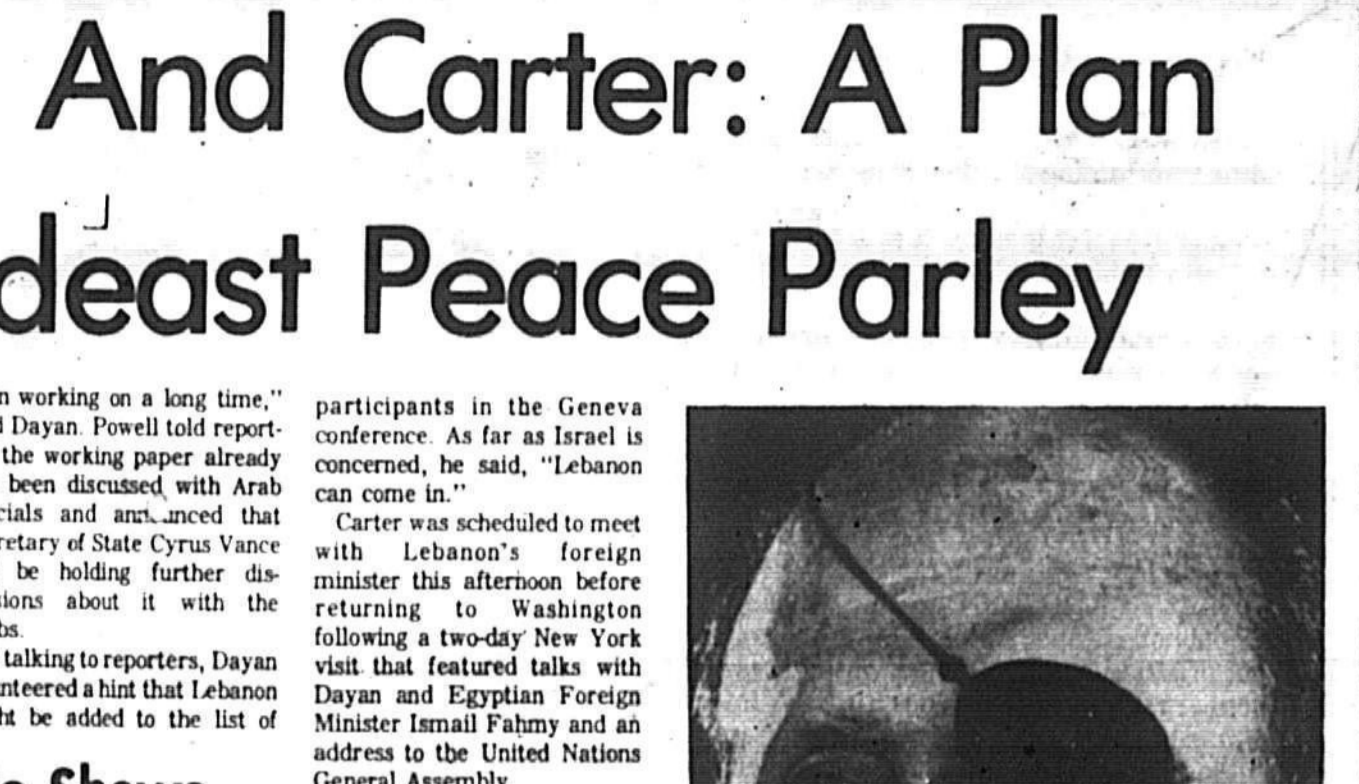 And Carter: A Plan
deast Peace Parley
n working on a long time,"
d Dayan. Powell told report-
the working paper already
been discussed with Arab
cials and announced that
retary of State Cyrus Vance
be holding further dis-
sions about it with the
bs.
talking to reporters, Dayan
nteered a hint that Lebanon
ht be added to the list of
Shows
participants in the Geneva
conference. As far as Israel is
concerned, he said, "Lebanon
can come in."
Carter was scheduled to meet
with Lebanon's foreign
minister this afternoon before
returning to Washington
following a two-day New York
visit that featured talks with
Dayan and Egyptian Foreign
Minister Ismail Fahmy and an
address to the United Nations
General Assembly.